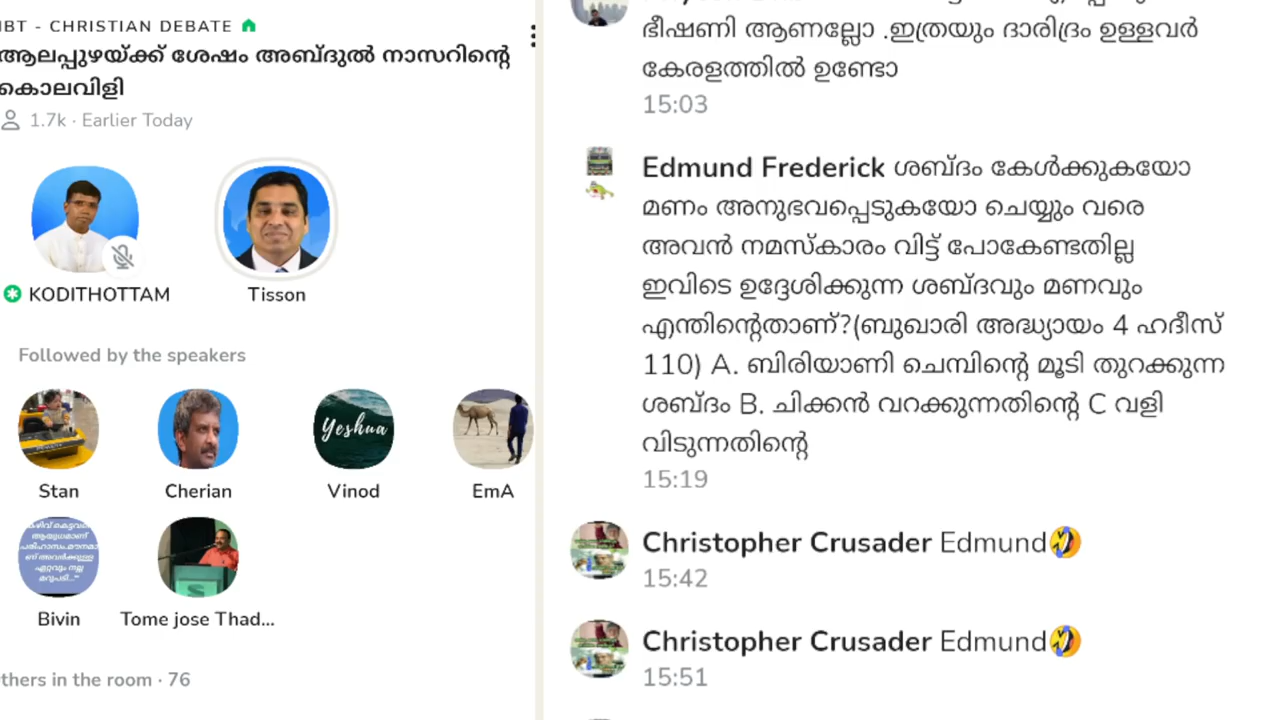 IBT - CHRISTIAN DEBATE
ആലപ്പുഴയ്ക്ക് ശേഷം അബ്ദുൽ നാസറിന്റെ
കൊലവിളി
1.7k · Earlier Today
KODITHOTTAM
Tisson
Followed by the speakers
Stan
Cherian
Yeshua
Vinod
EmA
Bivin
Tome jose Thad...
thers in the room · 76
ഭീഷണി ആണല്ലോ .ഇത്രയും ദാരിദ്രം ഉള്ളവർ
കേരളത്തിൽ ഉണ്ടോ
15:03
Edmund Frederick ശബ്ദം കേൾക്കുകയോ
മണം അനുഭവപ്പെടുകയോ ചെയ്യും വരെ
അവൻ നമസ്കാരം വിട്ട് പോകേണ്ടതില്ല
ഇവിടെ ഉദ്ദേശിക്കുന്ന ശബ്ദവും മണവും
എന്തിന്റെതാണ്?(ബുഖാരി അദ്ധ്യായം 4 ഹദീസ്
110) A. ബിരിയാണി ചെമ്പിന്റെ മൂടി തുറക്കുന്ന
ശബ്ദം B. ചിക്കൻ വറക്കുന്നതിന്റെ C വളി
വിടുന്നതിന്റെ
15:19
Christopher Crusader Edmund🤣
15:42
Christopher Crusader Edmund🤣
15:51